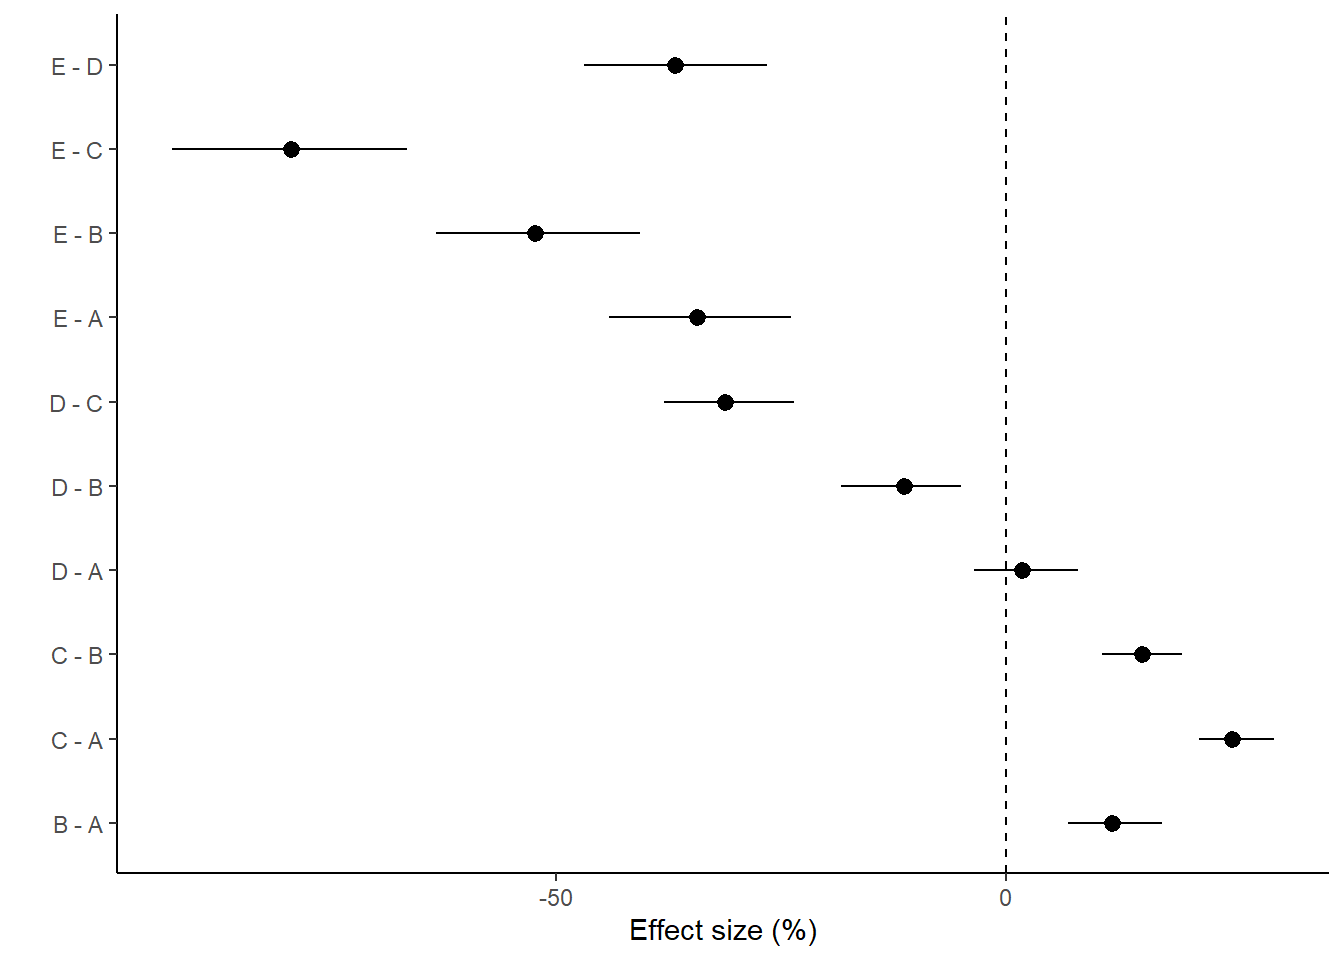 E - D
E - C
E - B
E - A
D - C
D - B
D - A
C - B
C - A
B - A
-50 0
Effect size (%)